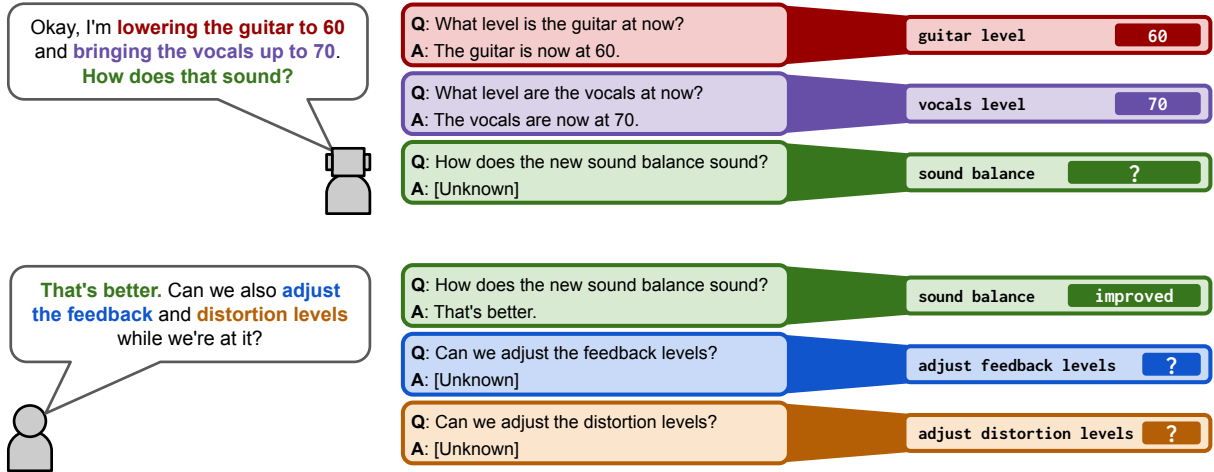 Okay, I'm lowering the guitar to 60
and bringing the vocals up to 70.
How does that sound?
Q: What level is the guitar at now?
A: The guitar is now at 60.
guitar level 60
Q: What level are the vocals at now?
A: The vocals are now at 70.
vocals level 70
Q: How does the new sound balance sound?
A: [Unknown]
sound balance ?
That's better. Can we also adjust
the feedback and distortion levels
while we're at it?
Q: How does the new sound balance sound?
A: That's better.
sound balance improved
Q: Can we adjust the feedback levels?
A: [Unknown]
adjust feedback levels ?
Q: Can we adjust the distortion levels?
A: [Unknown]
adjust distortion levels ?